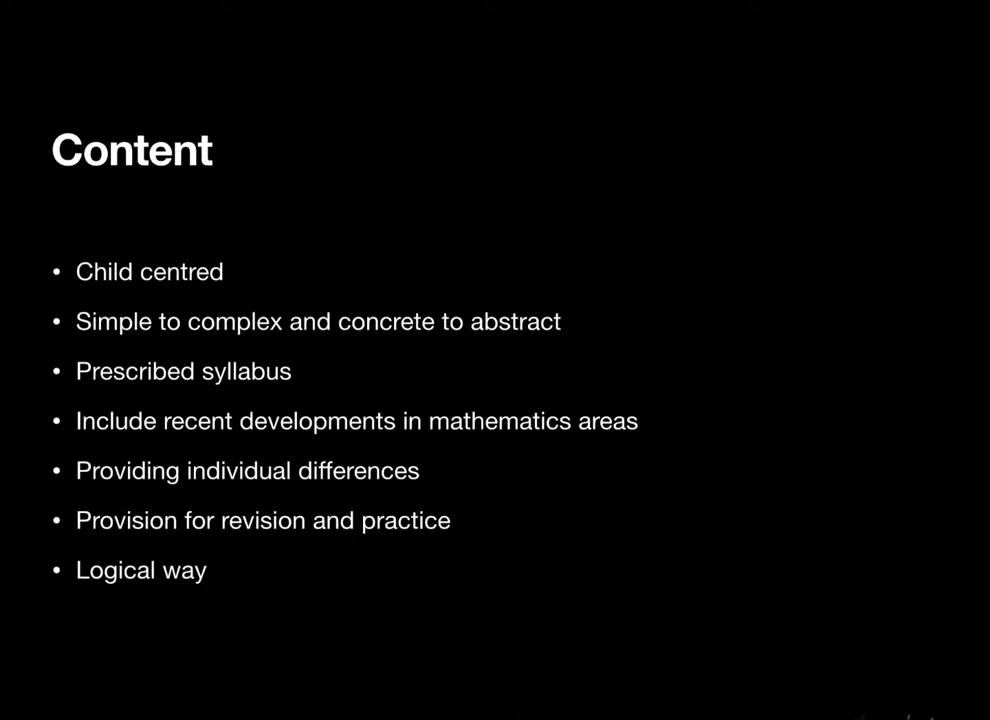 Content
• Child centred
• Simple to complex and concrete to abstract
• Prescribed syllabus
• Include recent developments in mathematics areas
• Providing individual differences
• Provision for revision and practice
• Logical way